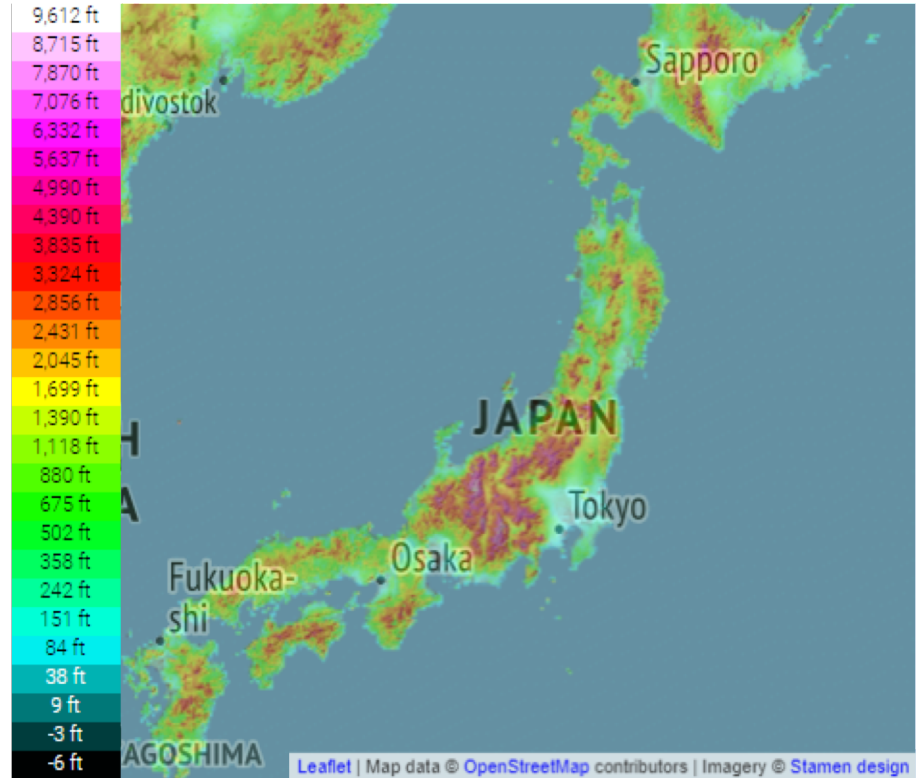 9,612 ft
8,715 ft
7,870 ft
7,076 ft
6,332 ft
5,637 ft
4,990 ft
4,390 ft
3,835 ft
3,324 ft
2,856 ft
2,431 ft
2,045 ft
1,699 ft
1,390 ft
1,118 ft
880 ft
675 ft
502 ft
358 ft
242 ft
151 ft
84 ft
38 ft
9 ft
-3 ft
-6 ft
Sapporo
divostok
JAPAN
H
A
Tokyo
Osaka
Fukuoka-
shi
AGOSHIMA
Leaflet | Map data © OpenStreetMap contributors | Imagery © Stamen design